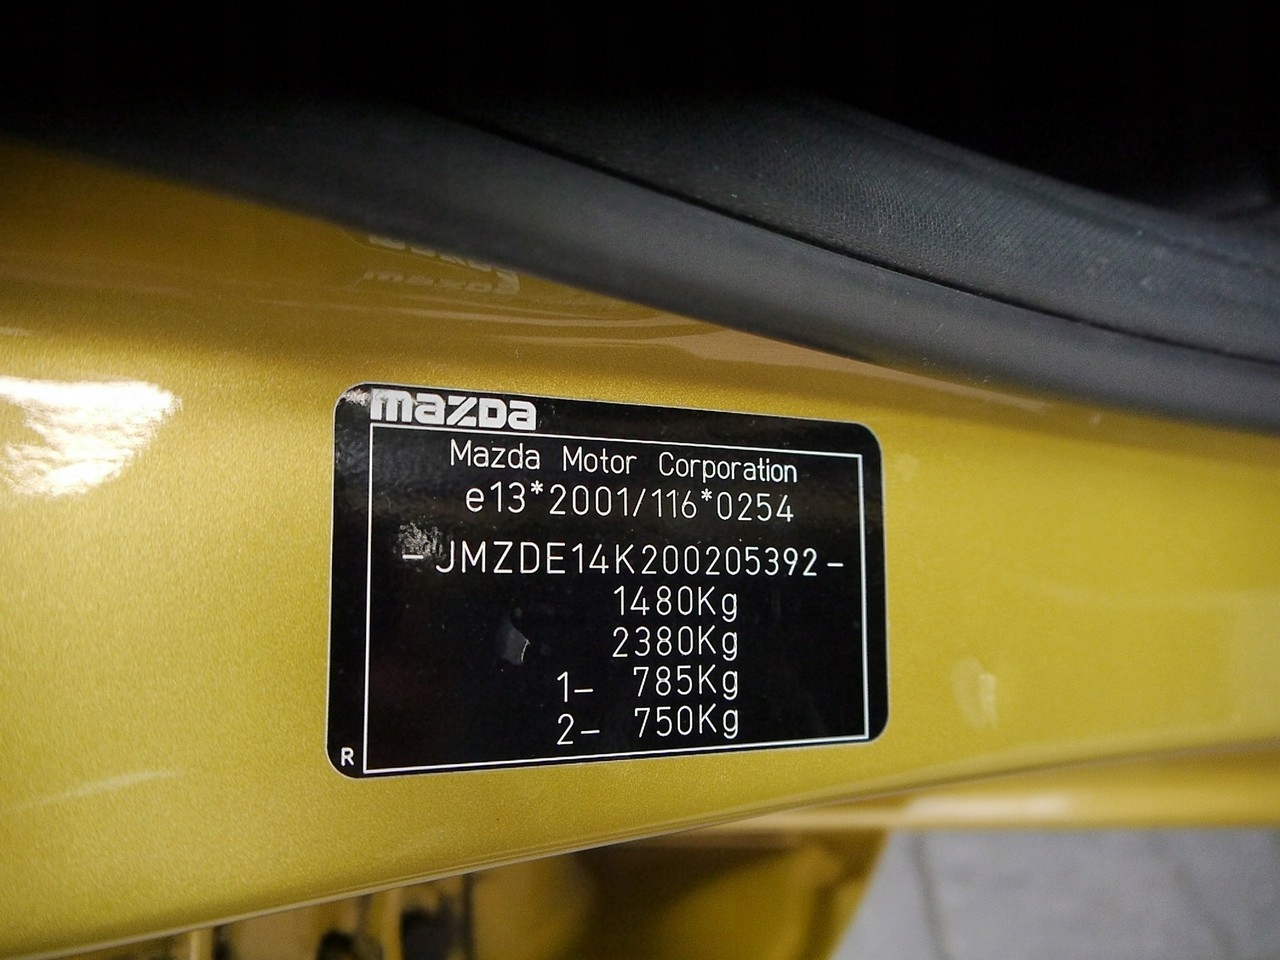 mazda
Mazda Motor Corporation
e13*2001/116*0254
-JMZDE14K200205392-
1480Kg
2380Kg
1- 785Kg
2- 750Kg
R